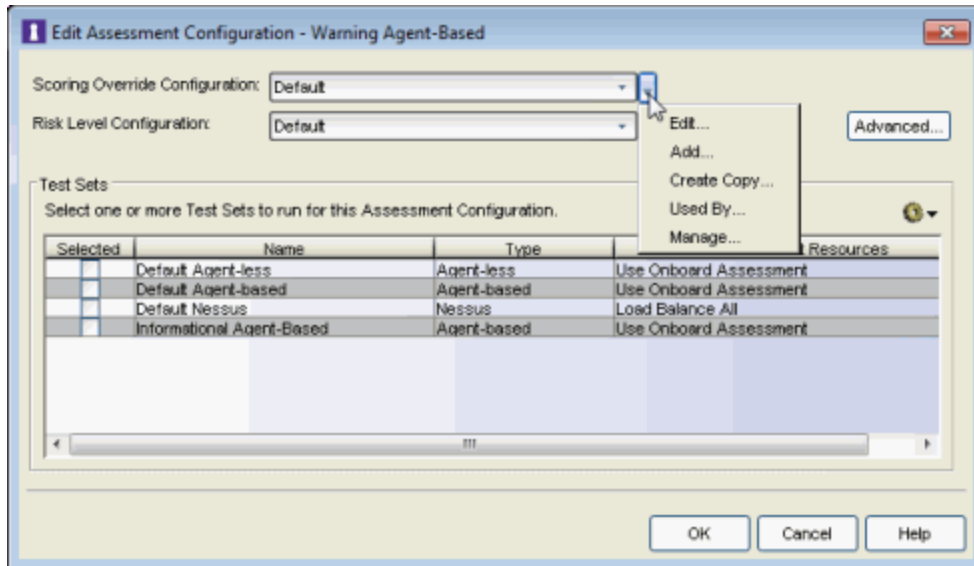 Edit Assessment Configuration - Warning Agent-Based
Scoring Override Configuration: Default
Risk Level Configuration: Default Advanced...
Edit...
Add...
Create Copy...
Used By...
Manage...
Test Sets
Select one or more Test Sets to run for this Assessment Configuration.
Selected Name Type Resources
Default Agent-less Agent-less Use Onboard Assessment
Default Agent-based Agent-based Use Onboard Assessment
Default Nessus Nessus Load Balance All
Informational Agent-Based Agent-based Use Onboard Assessment
OK Cancel Help